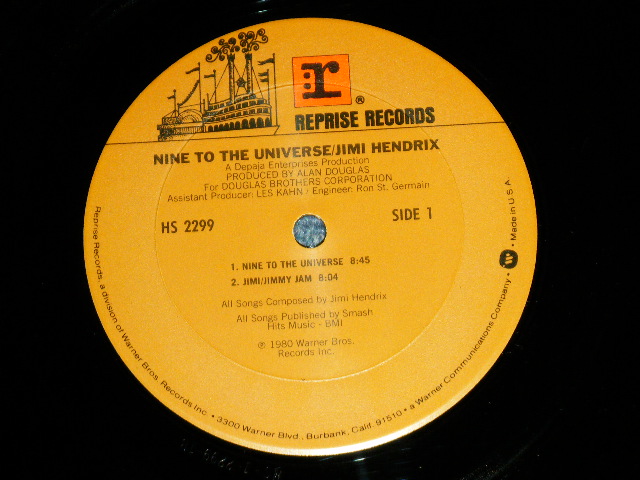 r
®
REPRISE RECORDS
NINE TO THE UNIVERSE/JIMI HENDRIX
A Depaja Enterprises Production
PRODUCED BY ALAN DOUGLAS
For DOUGLAS BROTHERS CORPORATION
Assistant Producer: LES KAHN / Engineer: Ron St. Germain
HS 2299
SIDE 1
1. NINE TO THE UNIVERSE 8:45
2. JIMI/JIMMY JAM 8:04
All Songs Composed by Jimi Hendrix
All Songs Published by Smash
Hits Music - BMI
℗ 1980 Warner Bros.
Records Inc.
Reprise Records, a division of Warner Bros. Records Inc. • 3300 Warner Blvd., Burbank, Calif. 91510 • a Warner Communications Company • W • Made in U.S.A.